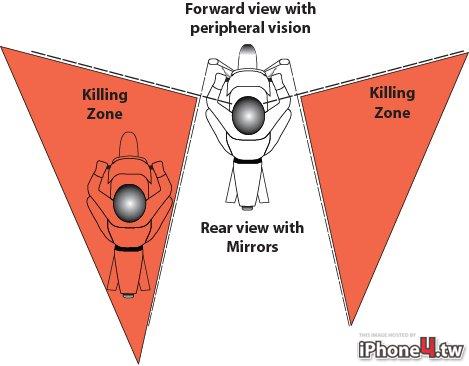 Forward view with
peripheral vision
Killing
Zone
Killing
Zone
Rear view with
Mirrors
THIS IMAGE HOSTED BY
iPhone4.tw